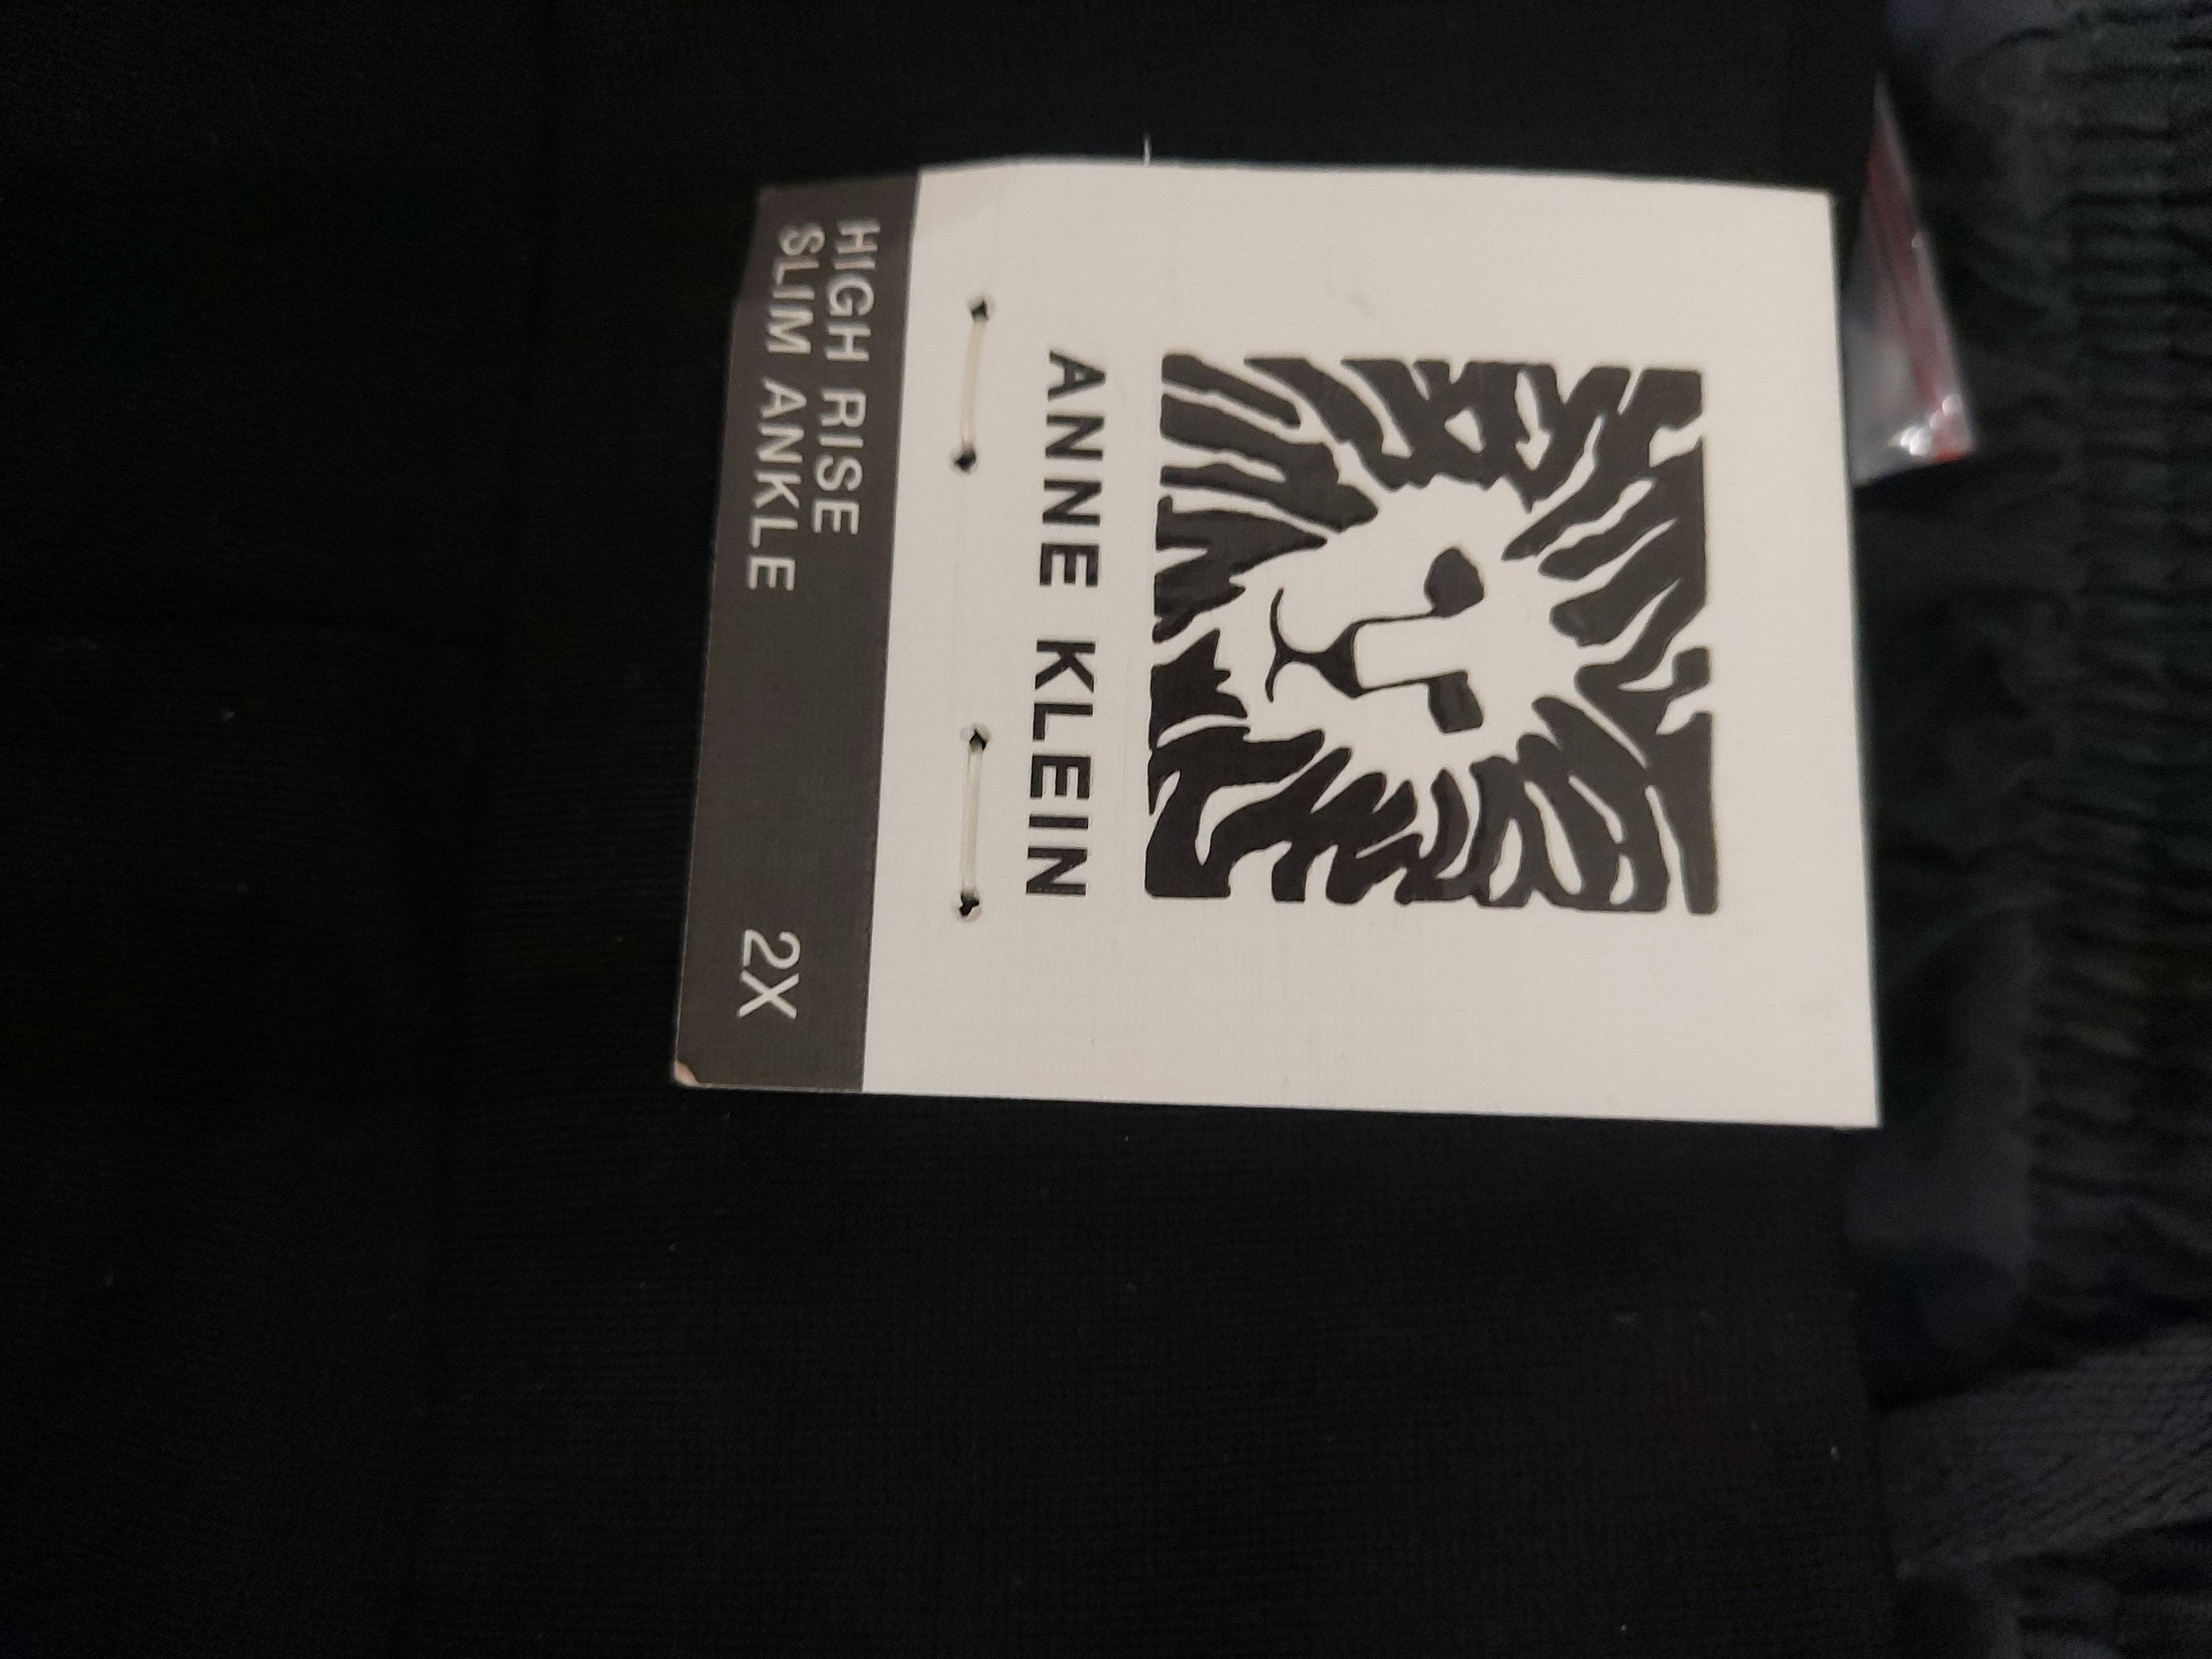 ANNE KLEIN
HIGH RISE
SLIM ANKLE
2X